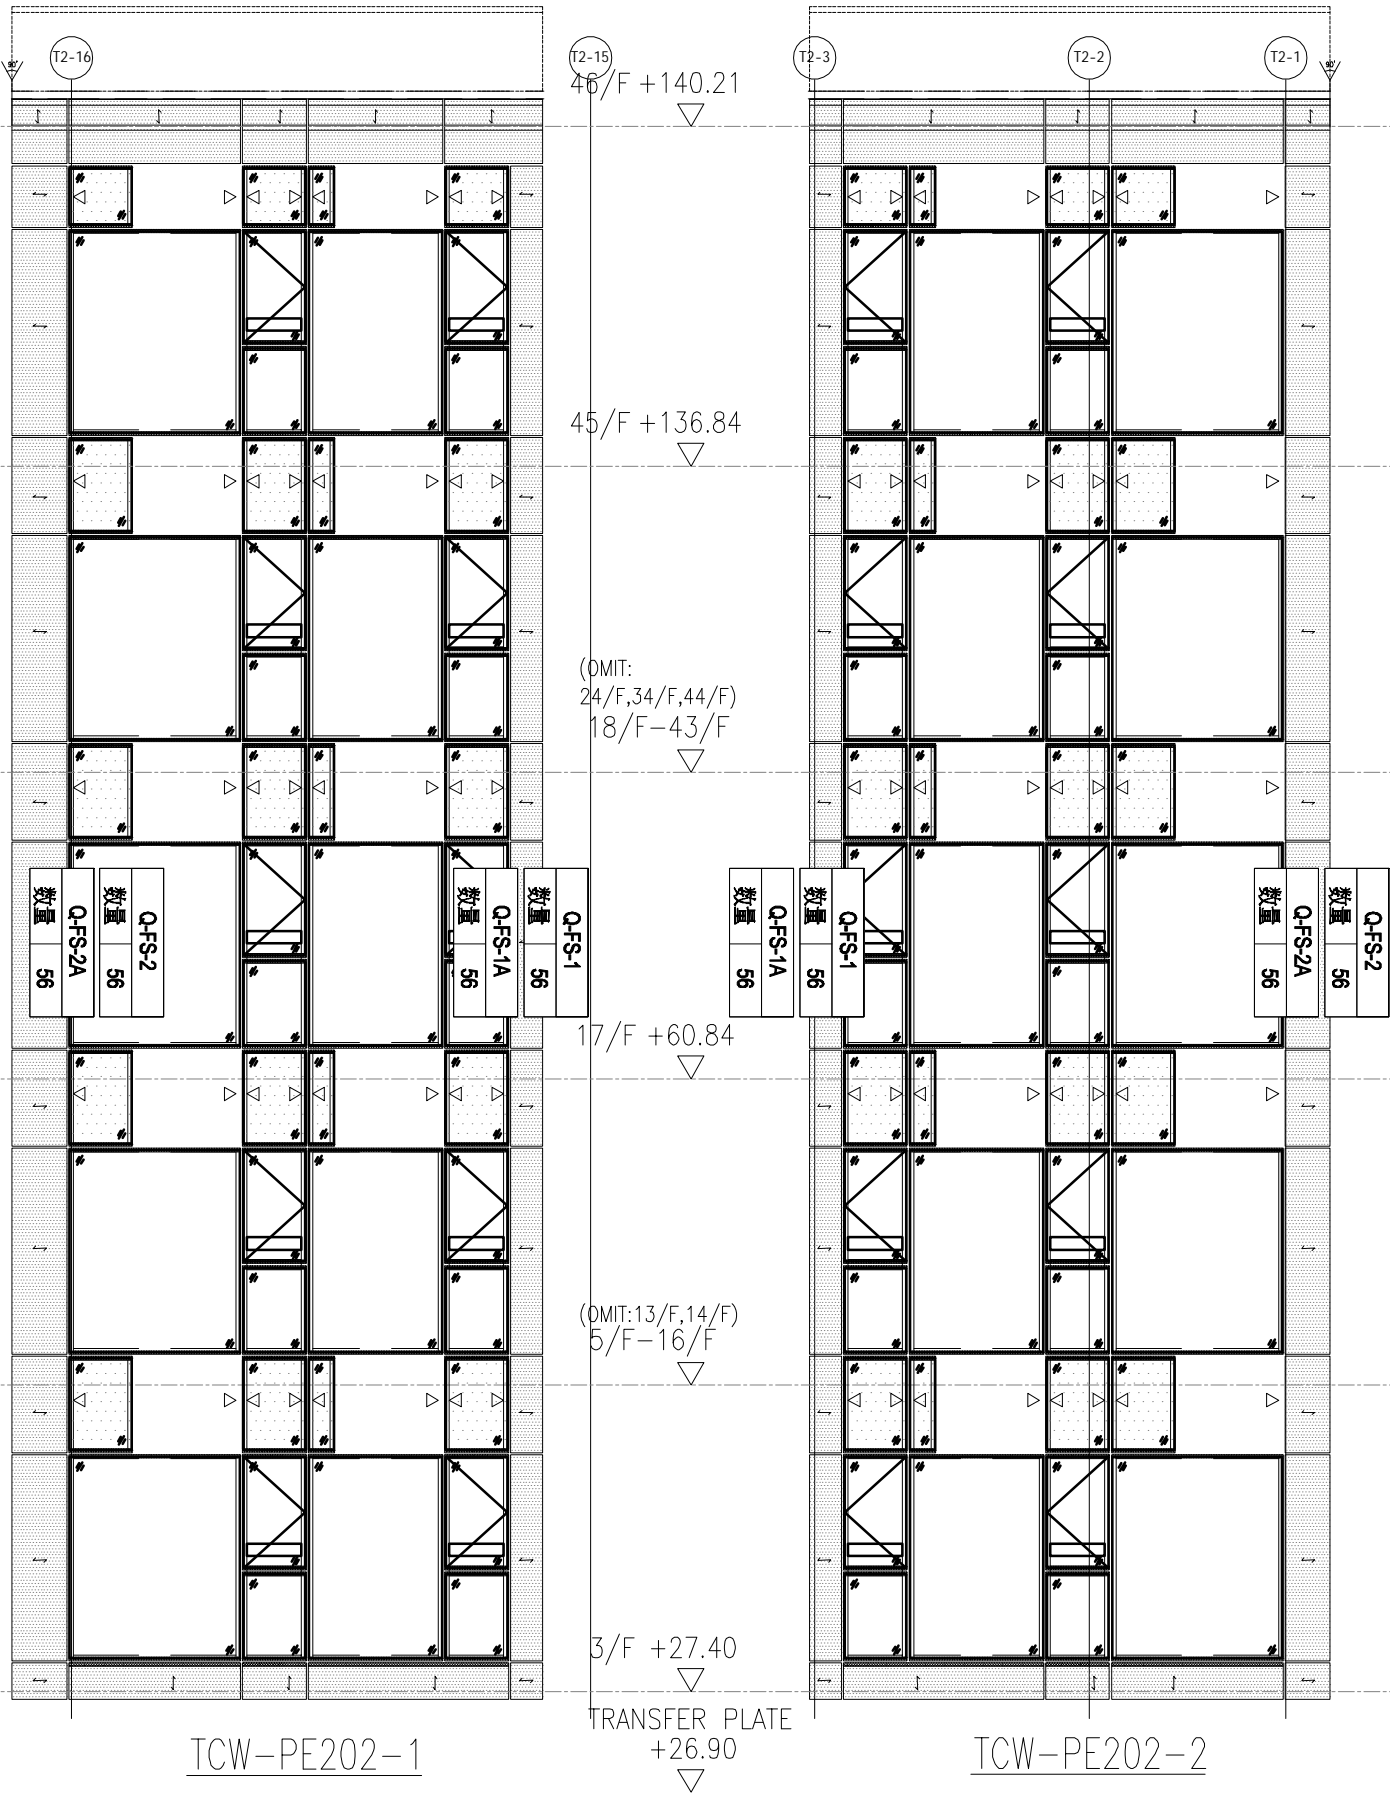 T2-16
T2-15
T2-3
T2-2
T2-1
90°
90°
46/F +140.21
45/F +136.84
(OMIT:
24/F,34/F,44/F)
18/F-43/F
Q-FS-2
数量 56
Q-FS-2A
数量 56
Q-FS-1
数量 56
Q-FS-1A
数量 56
Q-FS-1
数量 56
Q-FS-1A
数量 56
Q-FS-2
数量 56
Q-FS-2A
数量 56
17/F +60.84
(OMIT:13/F,14/F)
5/F-16/F
3/F +27.40
TRANSFER PLATE
+26.90
TCW-PE202-1
TCW-PE202-2